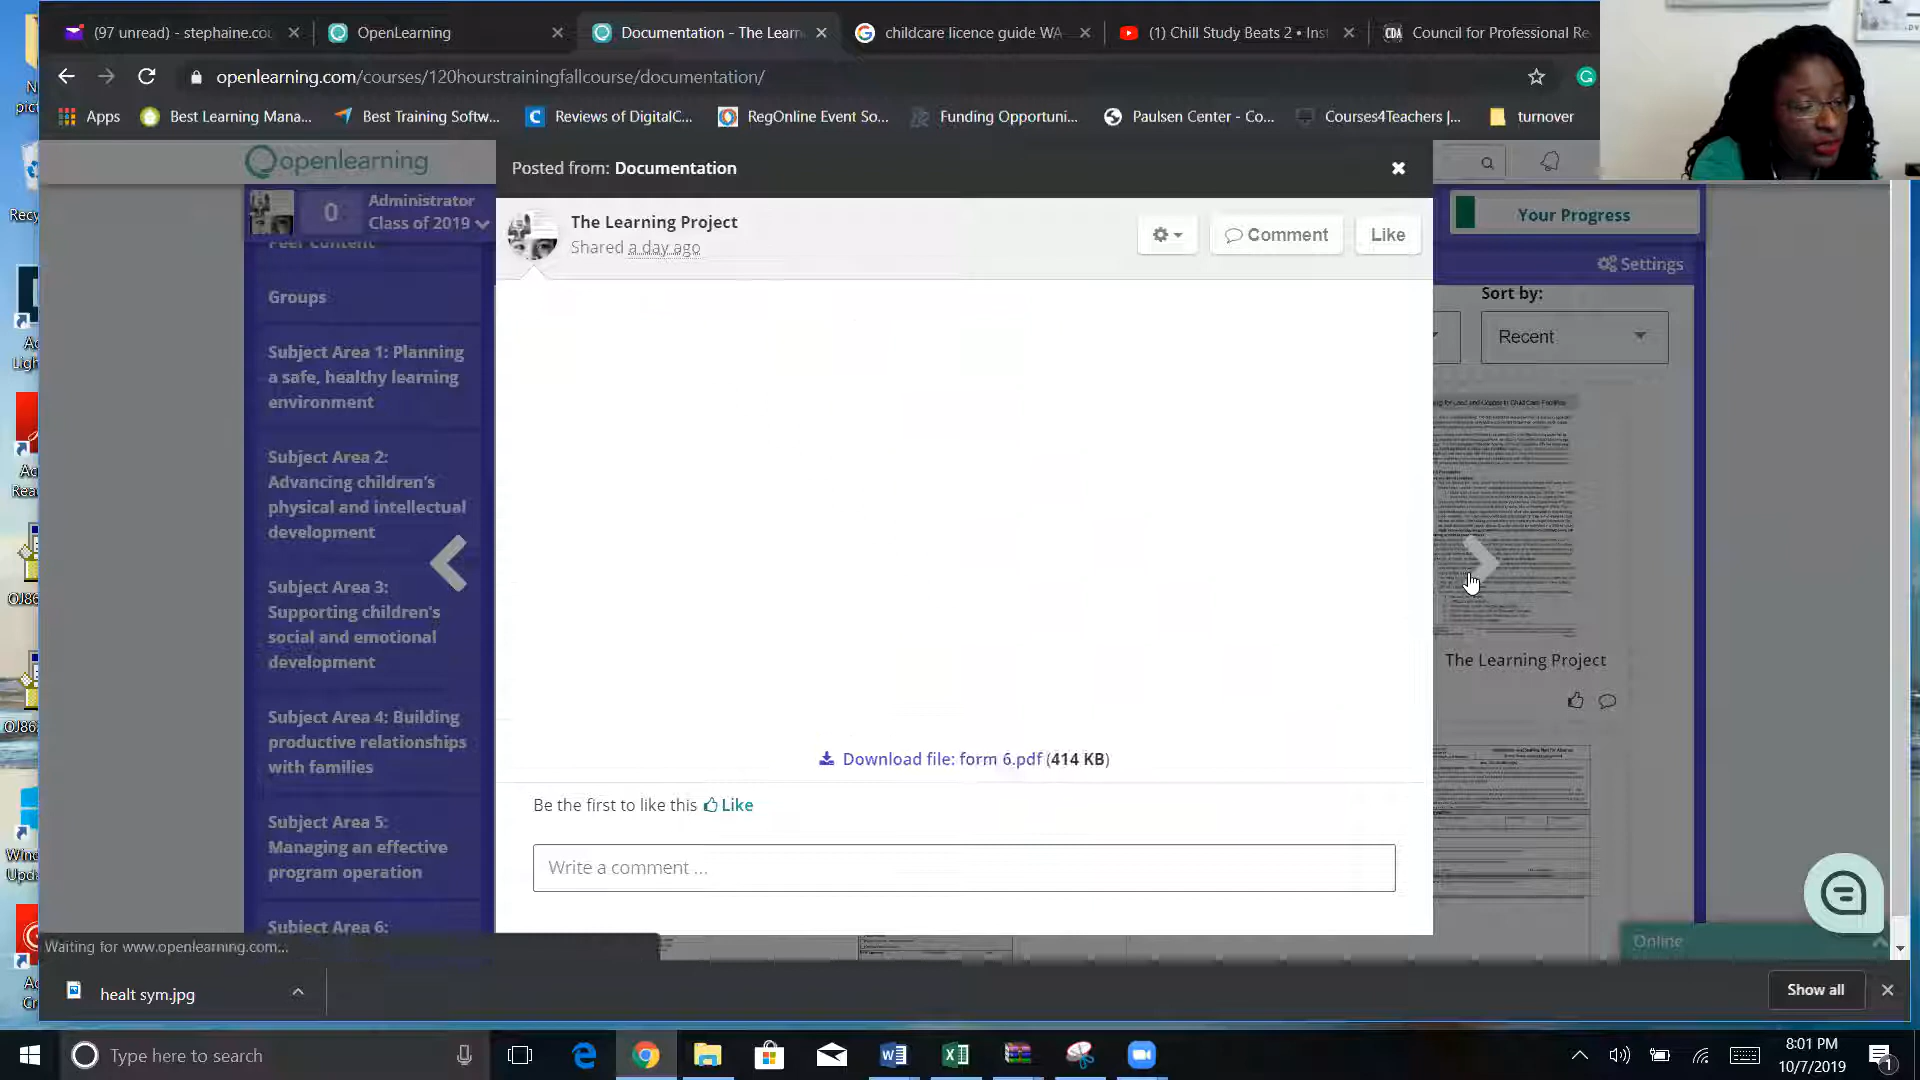 (97 unread) - stephaine.co
OpenLearning
Documentation - The Learn
childcare licence guide WA
(1) Chill Study Beats 2 • Ins
CDA
Council for Professional Re
openlearning.com/courses/120hourstrainingfallcourse/documentation/
Apps
Best Learning Mana...
Best Training Softw...
Reviews of DigitalC...
RegOnline Event So...
Funding Opportuni...
Paulsen Center - Co...
Courses4Teachers |...
turnover
openlearning
Posted from: Documentation
0
Administrator
Class of 2019
The Learning Project
Shared a day ago
Comment
Like
Your Progress
Settings
Peer Content
Groups
Sort by:
Recent
Subject Area 1: Planning
a safe, healthy learning
environment
Subject Area 2:
Advancing children's
physical and intellectual
development
Subject Area 3:
Supporting children's
social and emotional
development
The Learning Project
Subject Area 4: Building
productive relationships
with families
Download file: form 6.pdf (414 KB)
Be the first to like this Like
Subject Area 5:
Managing an effective
program operation
Write a comment ...
Subject Area 6:
Waiting for www.openlearning.com...
Online
healt sym.jpg
Show all
Type here to search
8:01 PM
10/7/2019
1